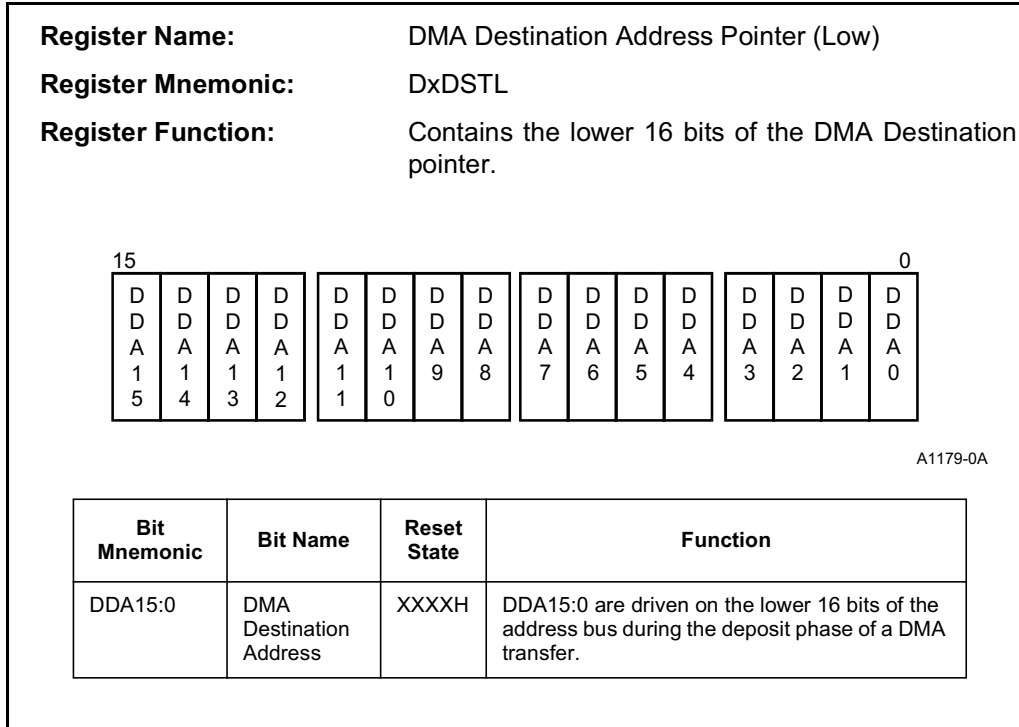 Register Name: DMA Destination Address Pointer (Low)
Register Mnemonic: DxDSTL
Register Function: Contains the lower 16 bits of the DMA Destination
pointer.
15 0
DDA15 DDA14 DDA13 DDA12 DDA11 DDA10 DDA9 DDA8 DDA7 DDA6 DDA5 DDA4 DDA3 DDA2 DDA1 DDA0
A1179-0A
Bit Mnemonic Bit Name Reset State Function
DDA15:0 DMA Destination Address XXXXH DDA15:0 are driven on the lower 16 bits of the
address bus during the deposit phase of a DMA
transfer.